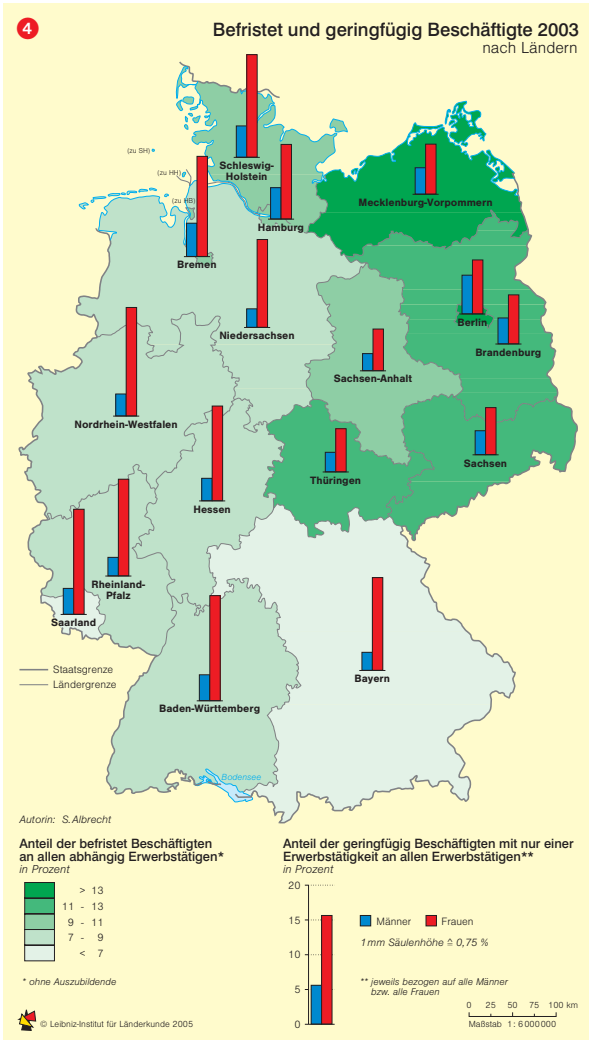 4
Befristet und geringfügig Beschäftigte 2003
nach Ländern
(zu SH)
(zu HH)
(zu HB)
Schleswig-
Holstein
Mecklenburg-Vorpommern
Hamburg
Bremen
Berlin
Niedersachsen
Brandenburg
Sachsen-Anhalt
Nordrhein-Westfalen
Sachsen
Thüringen
Hessen
Rheinland-
Pfalz
Saarland
Staatsgrenze
Bayern
Ländergrenze
Baden-Württemberg
Bodensee
Autorin: S.Albrecht
Anteil der befristet Beschäftigten
an allen abhängig Erwerbstätigen*
in Prozent
> 13
11 - 13
9 - 11
7 - 9
< 7
* ohne Auszubildende
© Leibniz-Institut für Länderkunde 2005
Anteil der geringfügig Beschäftigten mit nur einer
Erwerbstätigkeit an allen Erwerbstätigen**
in Prozent
20
15
10
5
0
Männer Frauen
1mm Säulenhöhe ≙ 0,75 %
** jeweils bezogen auf alle Männer
bzw. alle Frauen
0 25 50 75 100 km
Maßstab 1: 6000000